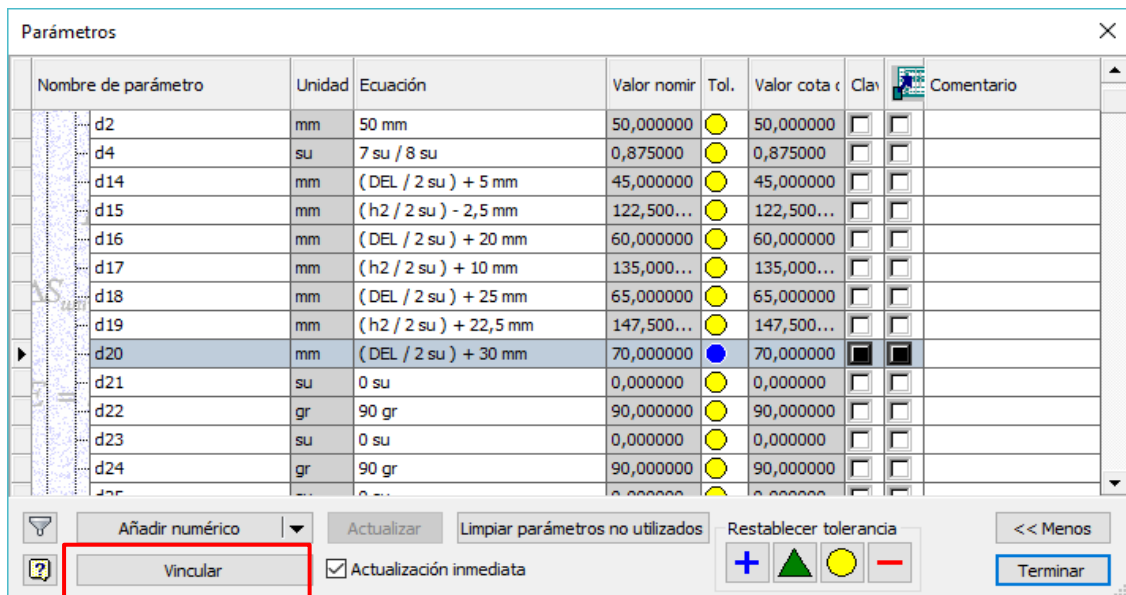 Parámetros
Nombre de parámetro Unidad Ecuación Valor nomir Tol. Valor cota Clav Comentario
d2 mm 50 mm 50,000000 50,000000
d4 su 7 su / 8 su 0,875000 0,875000
d14 mm ( DEL / 2 su ) + 5 mm 45,000000 45,000000
d15 mm ( h2 / 2 su ) - 2,5 mm 122,500... 122,500...
d16 mm ( DEL / 2 su ) + 20 mm 60,000000 60,000000
d17 mm ( h2 / 2 su ) + 10 mm 135,000... 135,000...
d18 mm ( DEL / 2 su ) + 25 mm 65,000000 65,000000
d19 mm ( h2 / 2 su ) + 22,5 mm 147,500... 147,500...
d20 mm ( DEL / 2 su ) + 30 mm 70,000000 70,000000
d21 su 0 su 0,000000 0,000000
d22 gr 90 gr 90,000000 90,000000
d23 su 0 su 0,000000 0,000000
d24 gr 90 gr 90,000000 90,000000
Añadir numérico Actualizar Limpiar parámetros no utilizados Restablecer tolerancia << Menos
Vincular Actualización inmediata Terminar